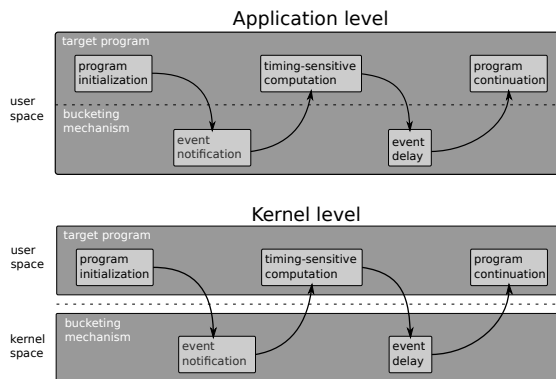 Application level
target program
program
initialization
timing-sensitive
computation
program
continuation
user
space
bucketing
mechanism
event
notification
event
delay
Kernel level
target program
user
space
program
initialization
timing-sensitive
computation
program
continuation
kernel
space
bucketing
mechanism
event
notification
event
delay